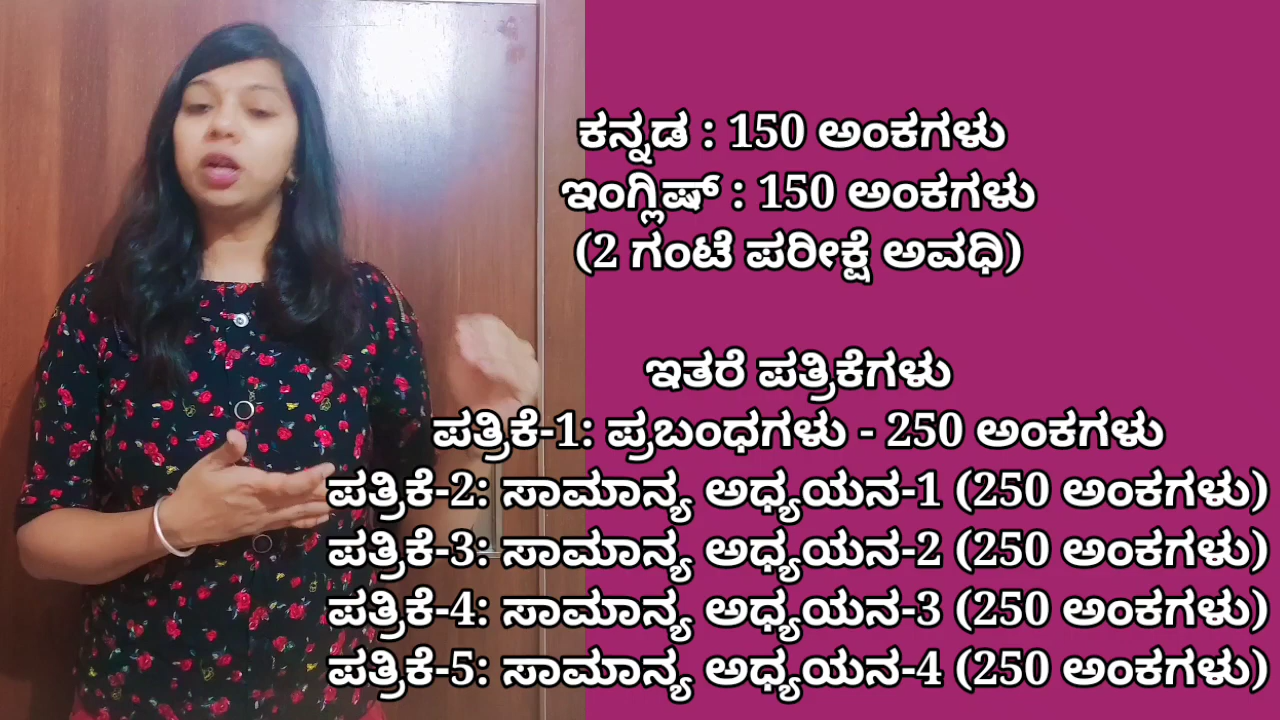 ಕನ್ನಡ : 150 ಅಂಕಗಳು
ಇಂಗ್ಲಿಷ್ : 150 ಅಂಕಗಳು
(2 ಗಂಟೆ ಪರೀಕ್ಷೆ ಅವಧಿ)
ಇತರೆ ಪತ್ರಿಕೆಗಳು
ಪತ್ರಿಕೆ-1: ಪ್ರಬಂಧಗಳು - 250 ಅಂಕಗಳು
ಪತ್ರಿಕೆ-2: ಸಾಮಾನ್ಯ ಅಧ್ಯಯನ-1 (250 ಅಂಕಗಳು)
ಪತ್ರಿಕೆ-3: ಸಾಮಾನ್ಯ ಅಧ್ಯಯನ-2 (250 ಅಂಕಗಳು)
ಪತ್ರಿಕೆ-4: ಸಾಮಾನ್ಯ ಅಧ್ಯಯನ-3 (250 ಅಂಕಗಳು)
ಪತ್ರಿಕೆ-5: ಸಾಮಾನ್ಯ ಅಧ್ಯಯನ-4 (250 ಅಂಕಗಳು)